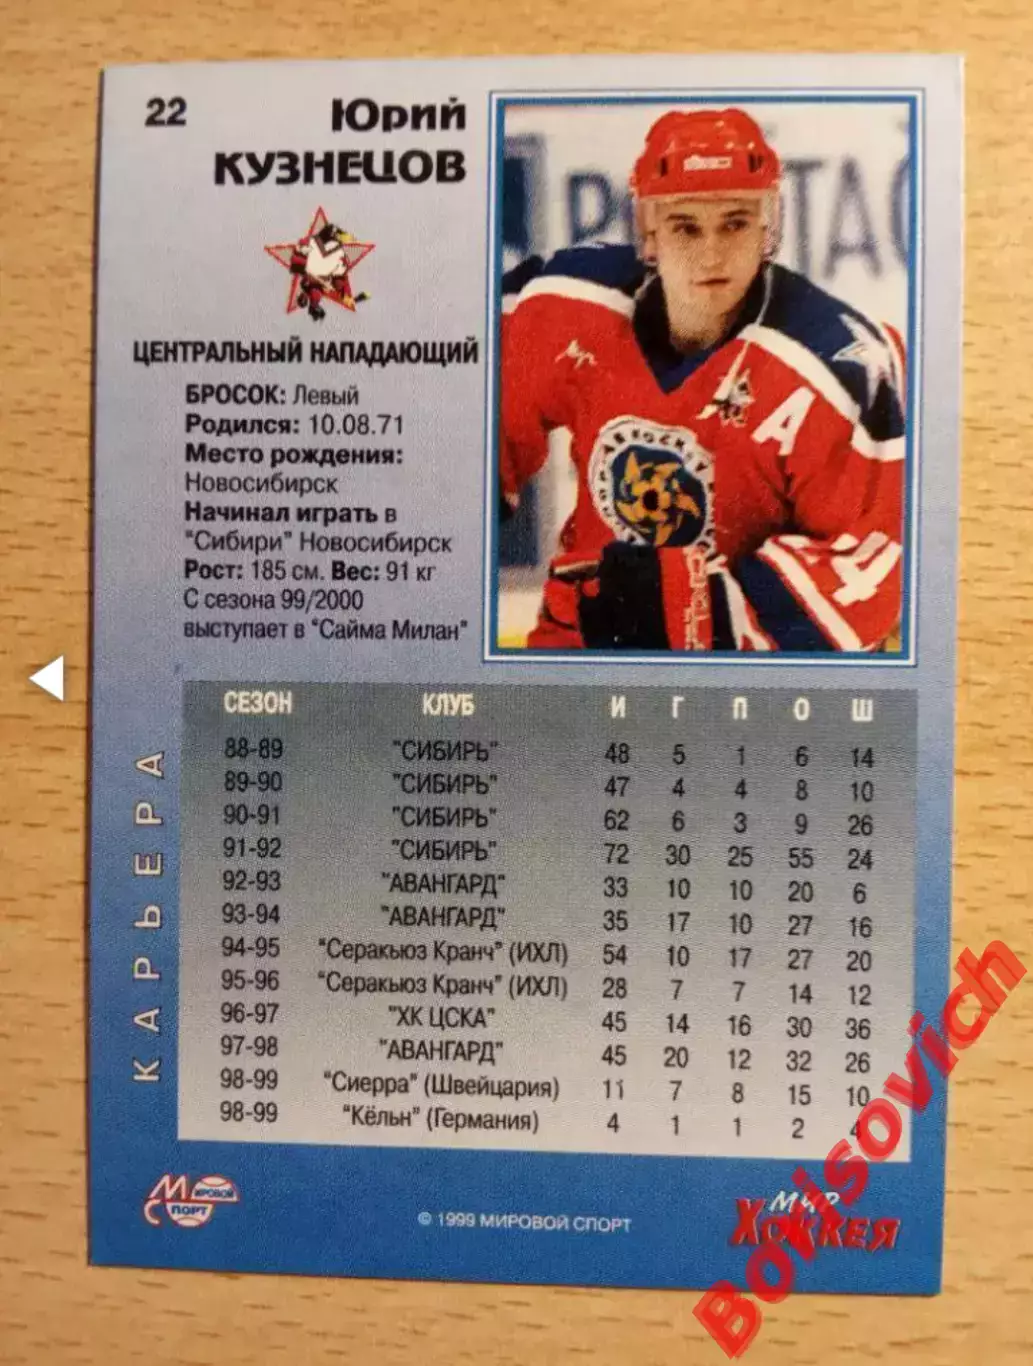 22
Юрий
КУЗНЕЦОВ
ЦЕНТРАЛЬНЫЙ НАПАДАЮЩИЙ
БРОСОК: Левый
Родился: 10.08.71
Место рождения:
Новосибирск
Начинал играть в
"Сибири" Новосибирск
Рост: 185 см. Вес: 91 кг
С сезона 99/2000
выступает в "Сайма Милан"
A
4
КАРЬЕРА
СЕЗОН КЛУБ И Г П О Ш
88-89 "СИБИРЬ" 48 5 1 6 14
89-90 "СИБИРЬ" 47 4 4 8 10
90-91 "СИБИРЬ" 62 6 3 9 26
91-92 "СИБИРЬ" 72 30 25 55 24
92-93 "АВАНГАРД" 33 10 10 20 6
93-94 "АВАНГАРД" 35 17 10 27 16
94-95 "Серакьюз Кранч" (ИХЛ) 54 10 17 27 20
95-96 "Серакьюз Кранч" (ИХЛ) 28 7 7 14 12
96-97 "ХК ЦСКА" 45 14 16 30 36
97-98 "АВАНГАРД" 45 20 12 32 26
98-99 "Сиерра" (Швейцария) 11 7 8 15 10
98-99 "Кёльн" (Германия) 4 1 1 2 4
МИРОВОЙ
СПОРТ
© 1999 МИРОВОЙ СПОРТ
МИР
ХОККЕЯ
Borisovich